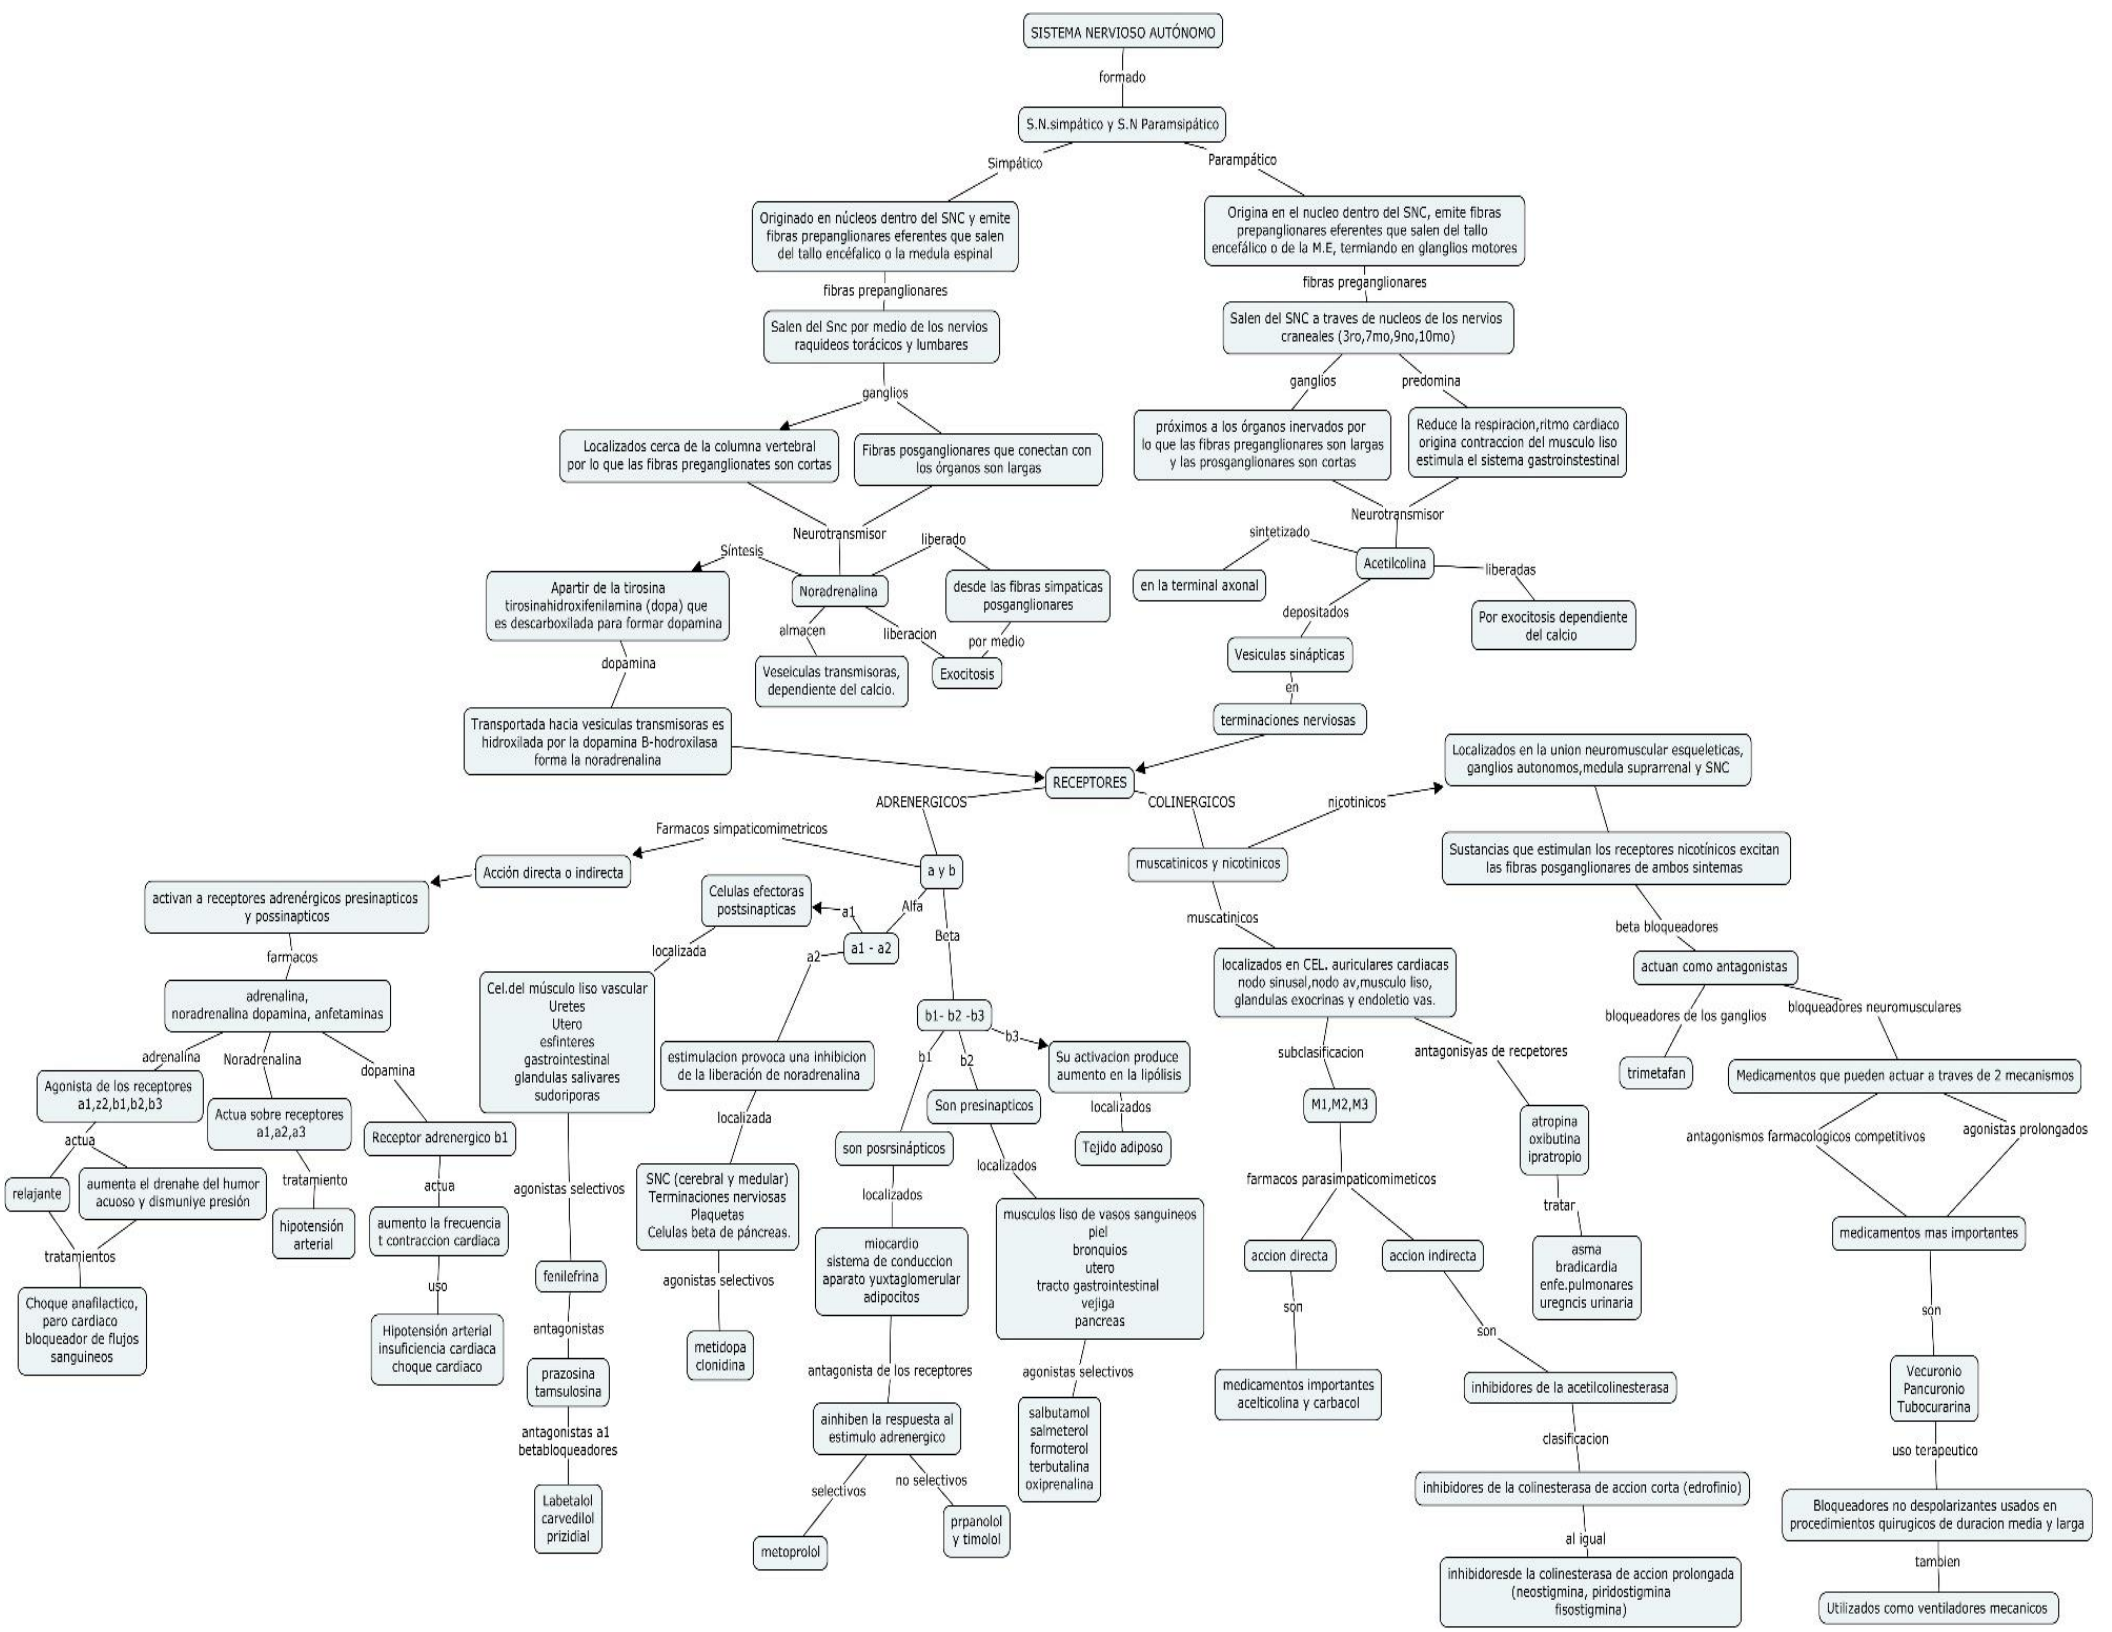 SISTEMA NERVIOSO AUTÓNOMO
formado
S.N.simpático y S.N Paramsipático
Simpático
Parampático
Originado en núcleos dentro del SNC y emite
fibras prepanglionares eferentes que salen
del tallo encéfalico o la medula espinal
Origina en el nucleo dentro del SNC, emite fibras
prepanglionares eferentes que salen del tallo
encefálico o de la M.E, termiando en glanglios motores
fibras prepanglionares
fibras preganglionares
Salen del Snc por medio de los nervios
raquideos torácicos y lumbares
Salen del SNC a traves de nucleos de los nervios
craneales (3ro,7mo,9no,10mo)
ganglios
ganglios
predomina
Localizados cerca de la columna vertebral
por lo que las fibras preganglionates son cortas
Fibras posganglionares que conectan con
los órganos son largas
próximos a los órganos inervados por
lo que las fibras preganglionares son largas
y las prosganglionares son cortas
Reduce la respiracion,ritmo cardiaco
origina contraccion del musculo liso
estimula el sistema gastroinstestinal
Neurotransmisor
Neurotransmisor
Síntesis
liberado
sintetizado
Apartir de la tirosina
tirosinahidroxifenilamina (dopa) que
es descarboxilada para formar dopamina
Noradrenalina
desde las fibras simpaticas
posganglionares
en la terminal axonal
Acetilcolina
liberadas
Por exocitosis dependiente
del calcio
almacen
liberacion
por medio
depositados
dopamina
Veseiculas transmisoras,
dependiente del calcio.
Exocitosis
Vesiculas sinápticas
en
terminaciones nerviosas
Transportada hacia vesiculas transmisoras es
hidroxilada por la dopamina B-hodroxilasa
forma la noradrenalina
RECEPTORES
ADRENERGICOS
COLINERGICOS
nicotinicos
Localizados en la union neuromuscular esqueleticas,
ganglios autonomos,medula suprarrenal y SNC
Farmacos simpaticomimetricos
Acción directa o indirecta
a y b
muscatinicos y nicotinicos
Sustancias que estimulan los receptores nicotínicos excitan
las fibras posganglionares de ambos sintemas
activan a receptores adrenérgicos presinapticos
y possinapticos
Celulas efectoras
postsinapticas
a1
Alfa
Beta
a1 - a2
a2
localizada
muscatinicos
beta bloqueadores
actuan como antagonistas
farmacos
adrenalina,
noradrenalina dopamina, anfetaminas
Cel.del músculo liso vascular
Uretes
Utero
esfinteres
gastrointestinal
glandulas salivares
sudoriporas
b1- b2 -b3
localizados en CEL. auriculares cardiacas
nodo sinusal,nodo av,musculo liso,
glandulas exocrinas y endoletio vas.
bloqueadores de los ganglios
bloqueadores neuromusculares
adrenalina
Noradrenalina
dopamina
estimulacion provoca una inhibicion
de la liberación de noradrenalina
b1
b2
b3
Su activacion produce
aumento en la lipólisis
subclasificacion
antagonisyas de recpetores
trimetafan
Medicamentos que pueden actuar a traves de 2 mecanismos
Agonista de los receptores
a1,z2,b1,b2,b3
Actua sobre receptores
a1,a2,a3
Receptor adrenergico b1
localizada
Son presinapticos
localizados
Tejido adiposo
M1,M2,M3
atropina
oxibutina
ipratropio
antagonismos farmacologicos competitivos
agonistas prolongados
actua
relajante
aumenta el drenahe del humor
acuoso y dismuniye presión
tratamiento
hipotensión
arterial
actua
aumento la frecuencia
t contraccion cardiaca
agonistas selectivos
SNC (cerebral y medular)
Terminaciones nerviosas
Plaquetas
Celulas beta de páncreas.
son posrsinápticos
localizados
localizados
farmacos parasimpaticomimeticos
tratar
tratamientos
Choque anafilactico,
paro cardiaco
bloqueador de flujos
sanguineos
uso
Hipotensión arterial
insuficiencia cardiaca
choque cardiaco
fenilefrina
antagonistas
prazosina
tamsulosina
antagonistas a1
betabloqueadores
Labetalol
carvedilol
prizidial
agonistas selectivos
metidopa
clonidina
miocardio
sistema de conduccion
aparato yuxtaglomerular
adipocitos
antagonista de los receptores
ainhiben la respuesta al
estimulo adrenergico
selectivos
no selectivos
metoprolol
prpanolol
y timolol
musculos liso de vasos sanguineos
piel
bronquios
utero
tracto gastrointestinal
vejiga
pancreas
agonistas selectivos
salbutamol
salmeterol
formoterol
terbutalina
oxiprenalina
accion directa
accion indirecta
son
medicamentos importantes
acelticolina y carbacol
son
inhibidores de la acetilcolinesterasa
clasificacion
inhibidores de la colinesterasa de accion corta (edrofinio)
al igual
inhibidoresde la colinesterasa de accion prolongada
(neostigmina, piridostigmina
fisostigmina)
asma
bradicardia
enfe.pulmonares
uregncis urinaria
medicamentos mas importantes
son
Vecuronio
Pancuronio
Tubocurarina
uso terapeutico
Bloqueadores no despolarizantes usados en
procedimientos quirugicos de duracion media y larga
tambien
Utilizados como ventiladores mecanicos